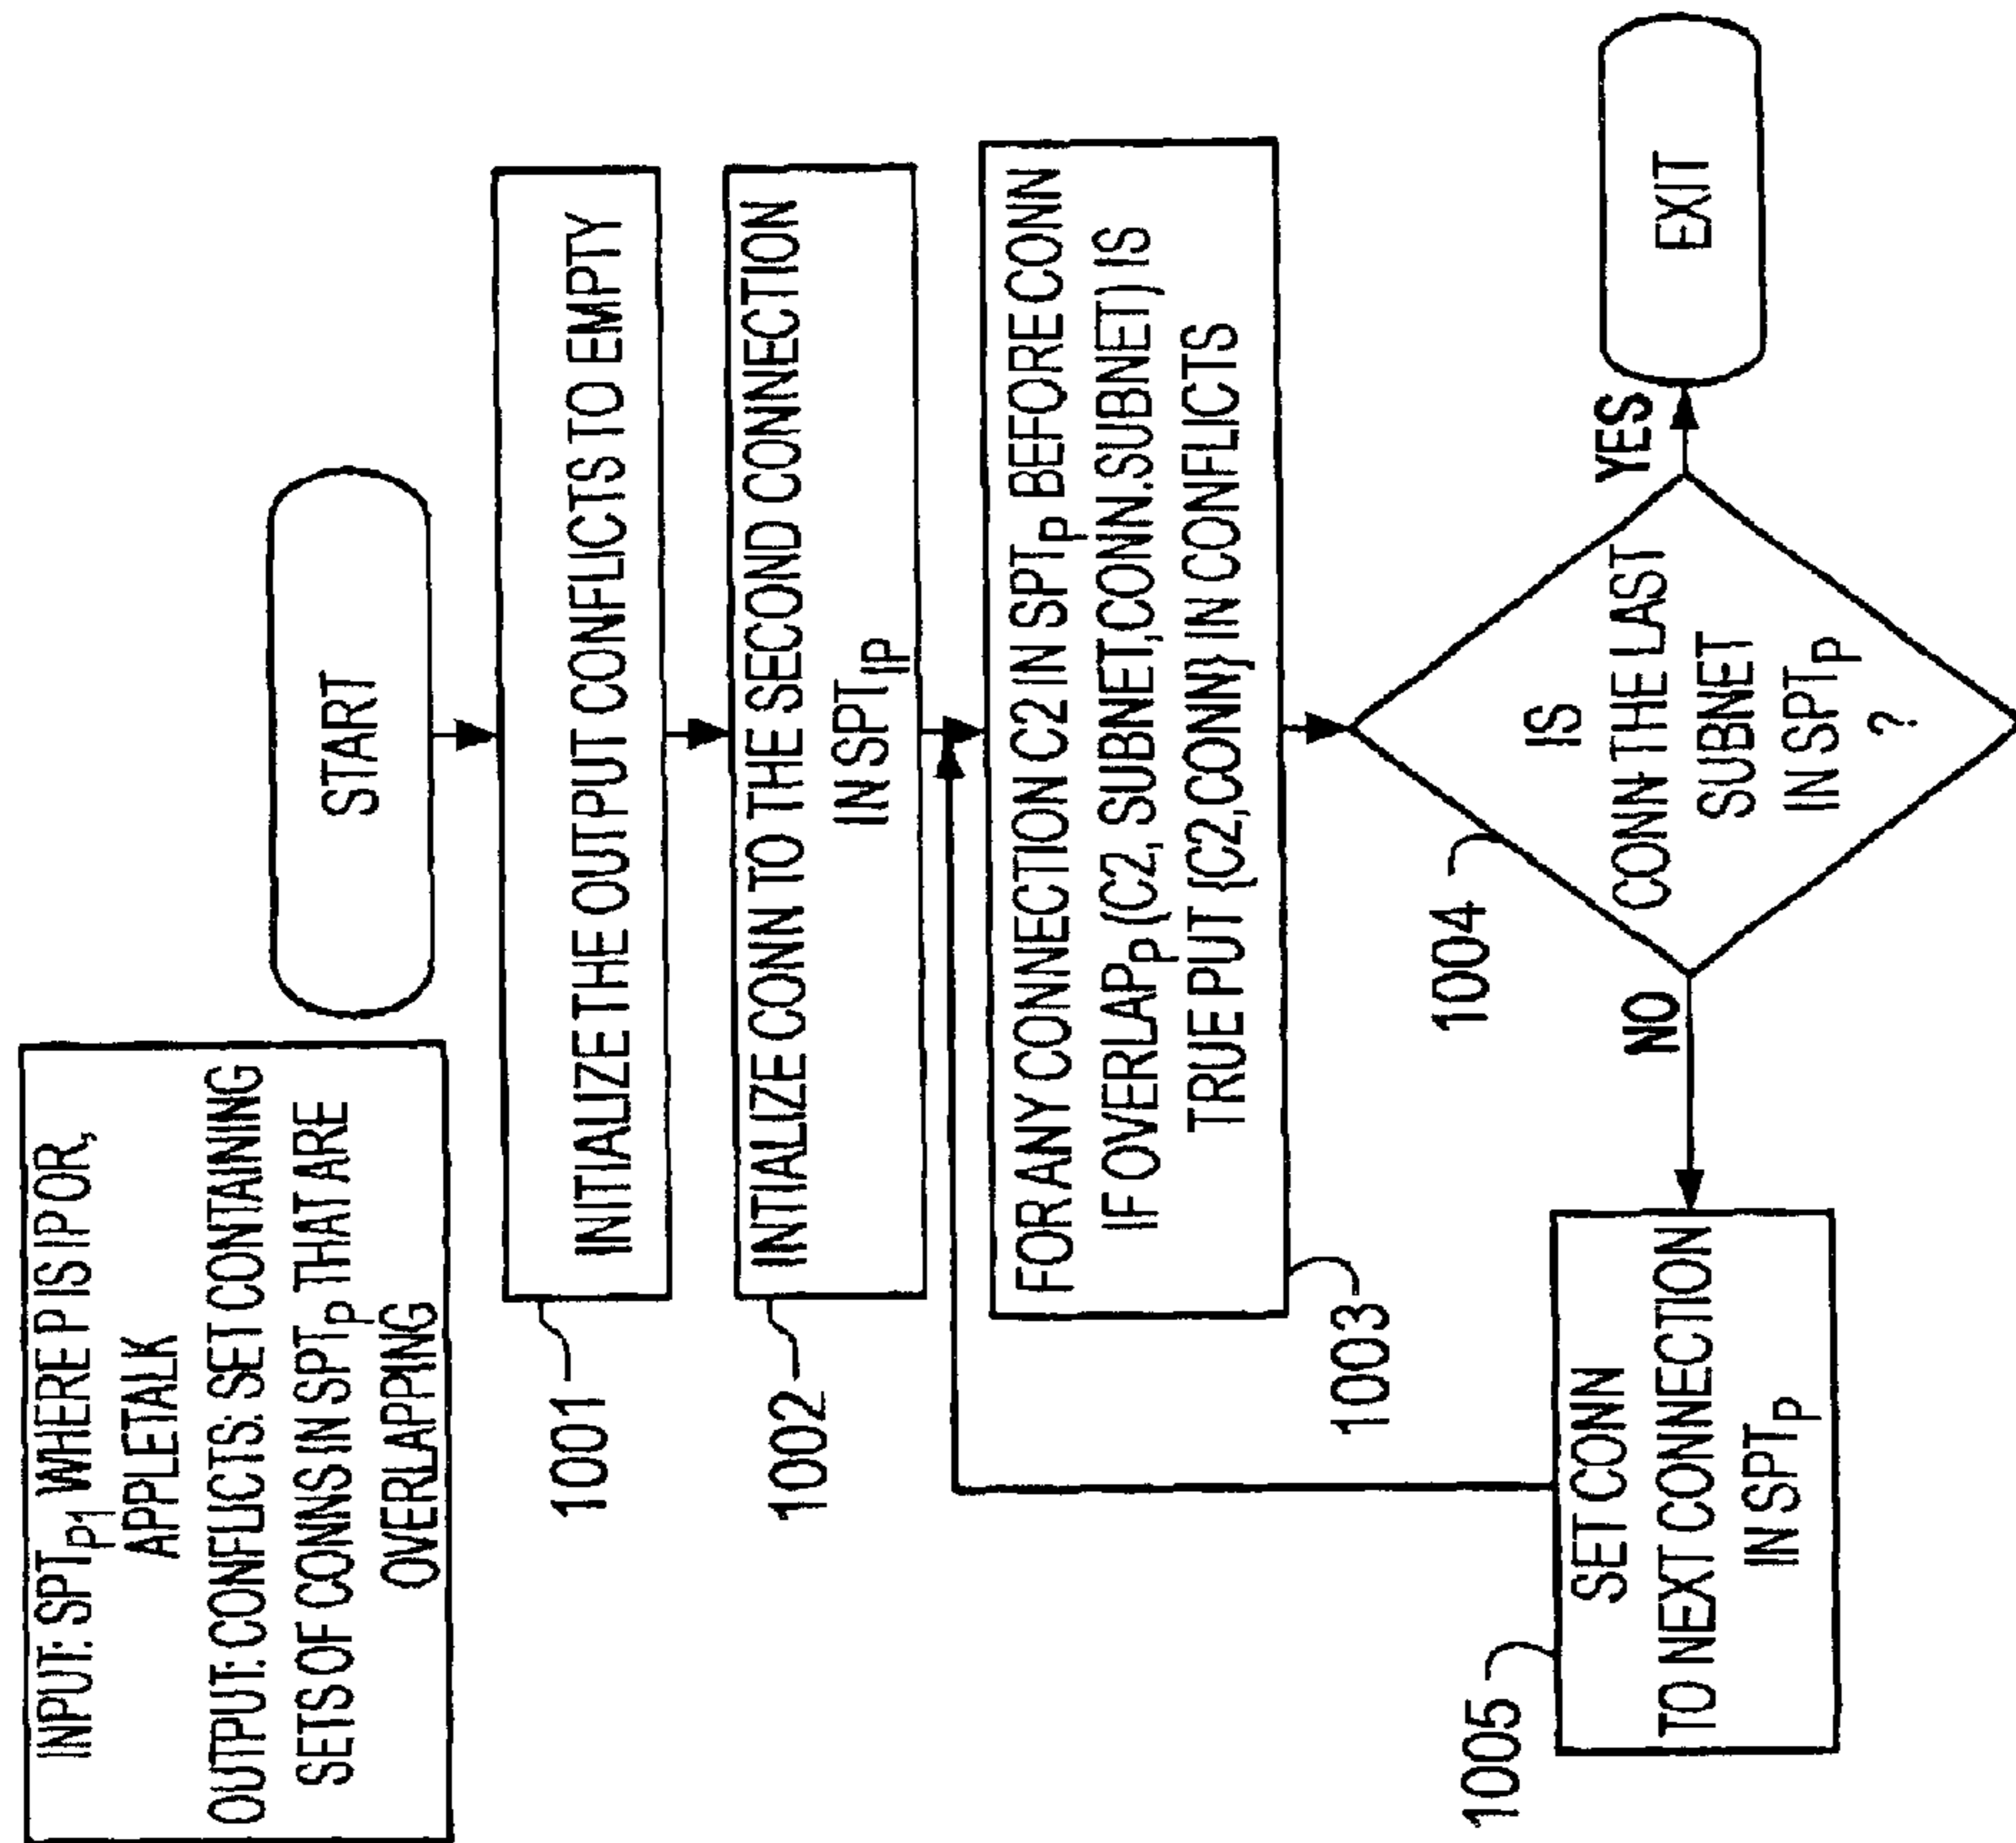 INPUT: SPTP1 WHERE P IS IP OR,
APPLETALK
OUTPUT: CONFLICTS: SET CONTAINING
SETS OF CONNS IN SPTP THAT ARE
OVERLAPPING
START
INITIALIZE THE OUTPUT CONFLICTS TO EMPTY
1001
INTIALIZE CONN TO THE SECOND CONNECTION
IN SPTIP
1002
FOR ANY CONNECTION C2 IN SPTP BEFORE CONN
IF OVERLAPP (C2, SUBNET,CONN.SUBNET) IS
TRUE PUT {C2,CONN} IN CONFLICTS
1003
IS
CONN THE LAST
SUBNET
IN SPTP
?
1004
YES
EXIT
NO
SET CONN
TO NEXT CONNECTION
IN SPTP
1005